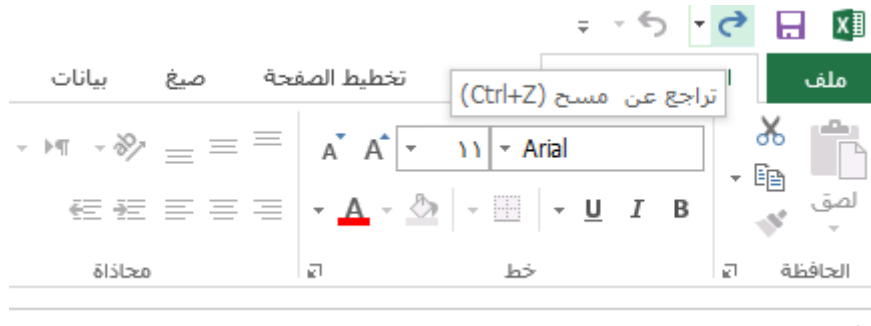 ملف
تخطيط الصفحة
صيغ
بيانات
تراجع عن مسح (Ctrl+Z)
لصق
Arial
١١
A A
B I U A
الحافظة
خط
محاذاة